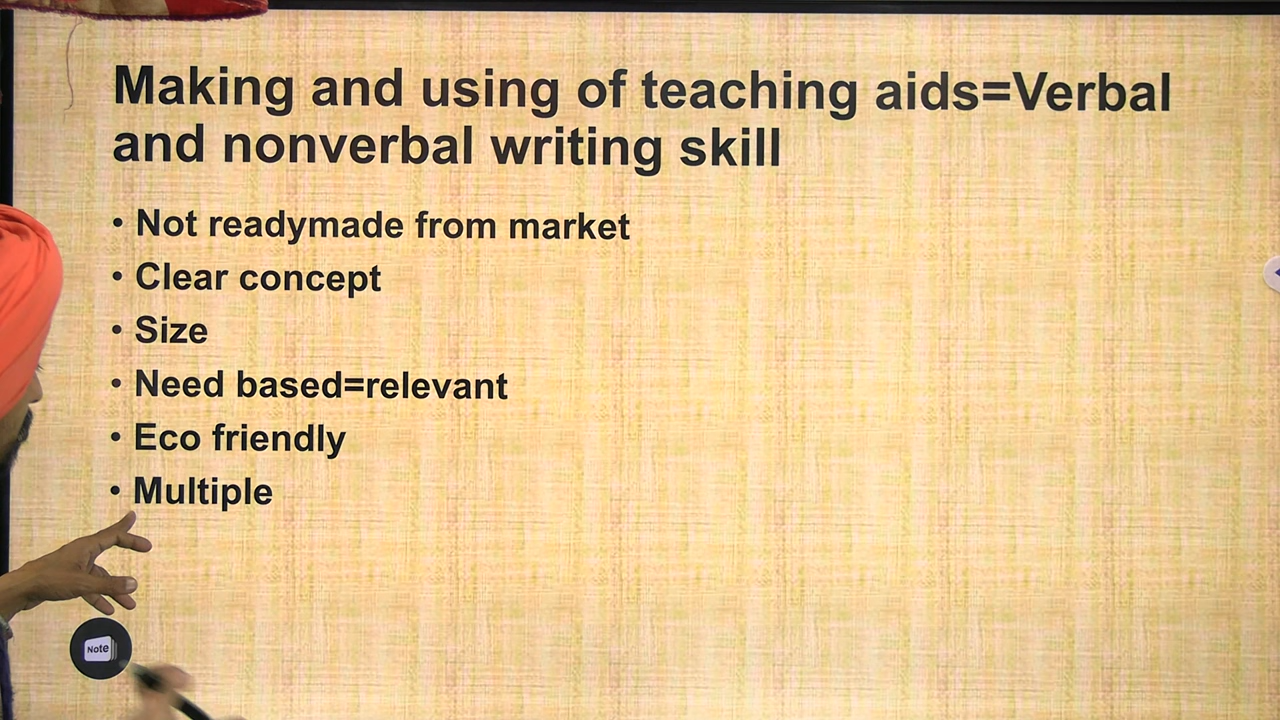 Making and using of teaching aids=Verbal
and nonverbal writing skill
• Not readymade from market
• Clear concept
• Size
• Need based=relevant
• Eco friendly
• Multiple
Note